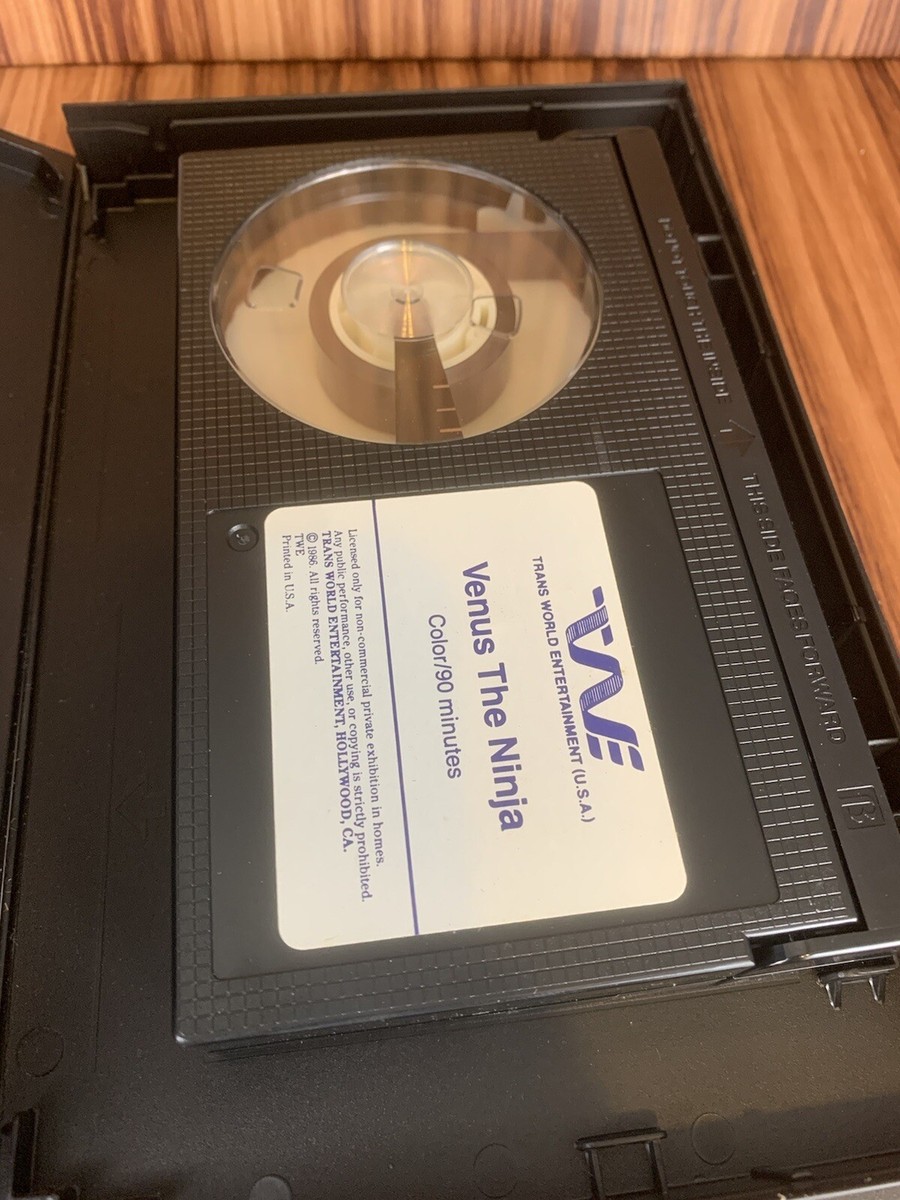 TWE
TRANS WORLD ENTERTAINMENT (U.S.A.)
Venus The Ninja
Color/90 minutes
Licensed only for non-commercial private exhibition in homes.
Any public performance, other use, or copying is strictly prohibited.
TRANS WORLD ENTERTAINMENT, HOLLYWOOD, CA.
© 1986. All rights reserved.
TWE
Printed in U.S.A.
THIS SIDE FACES FORWARD